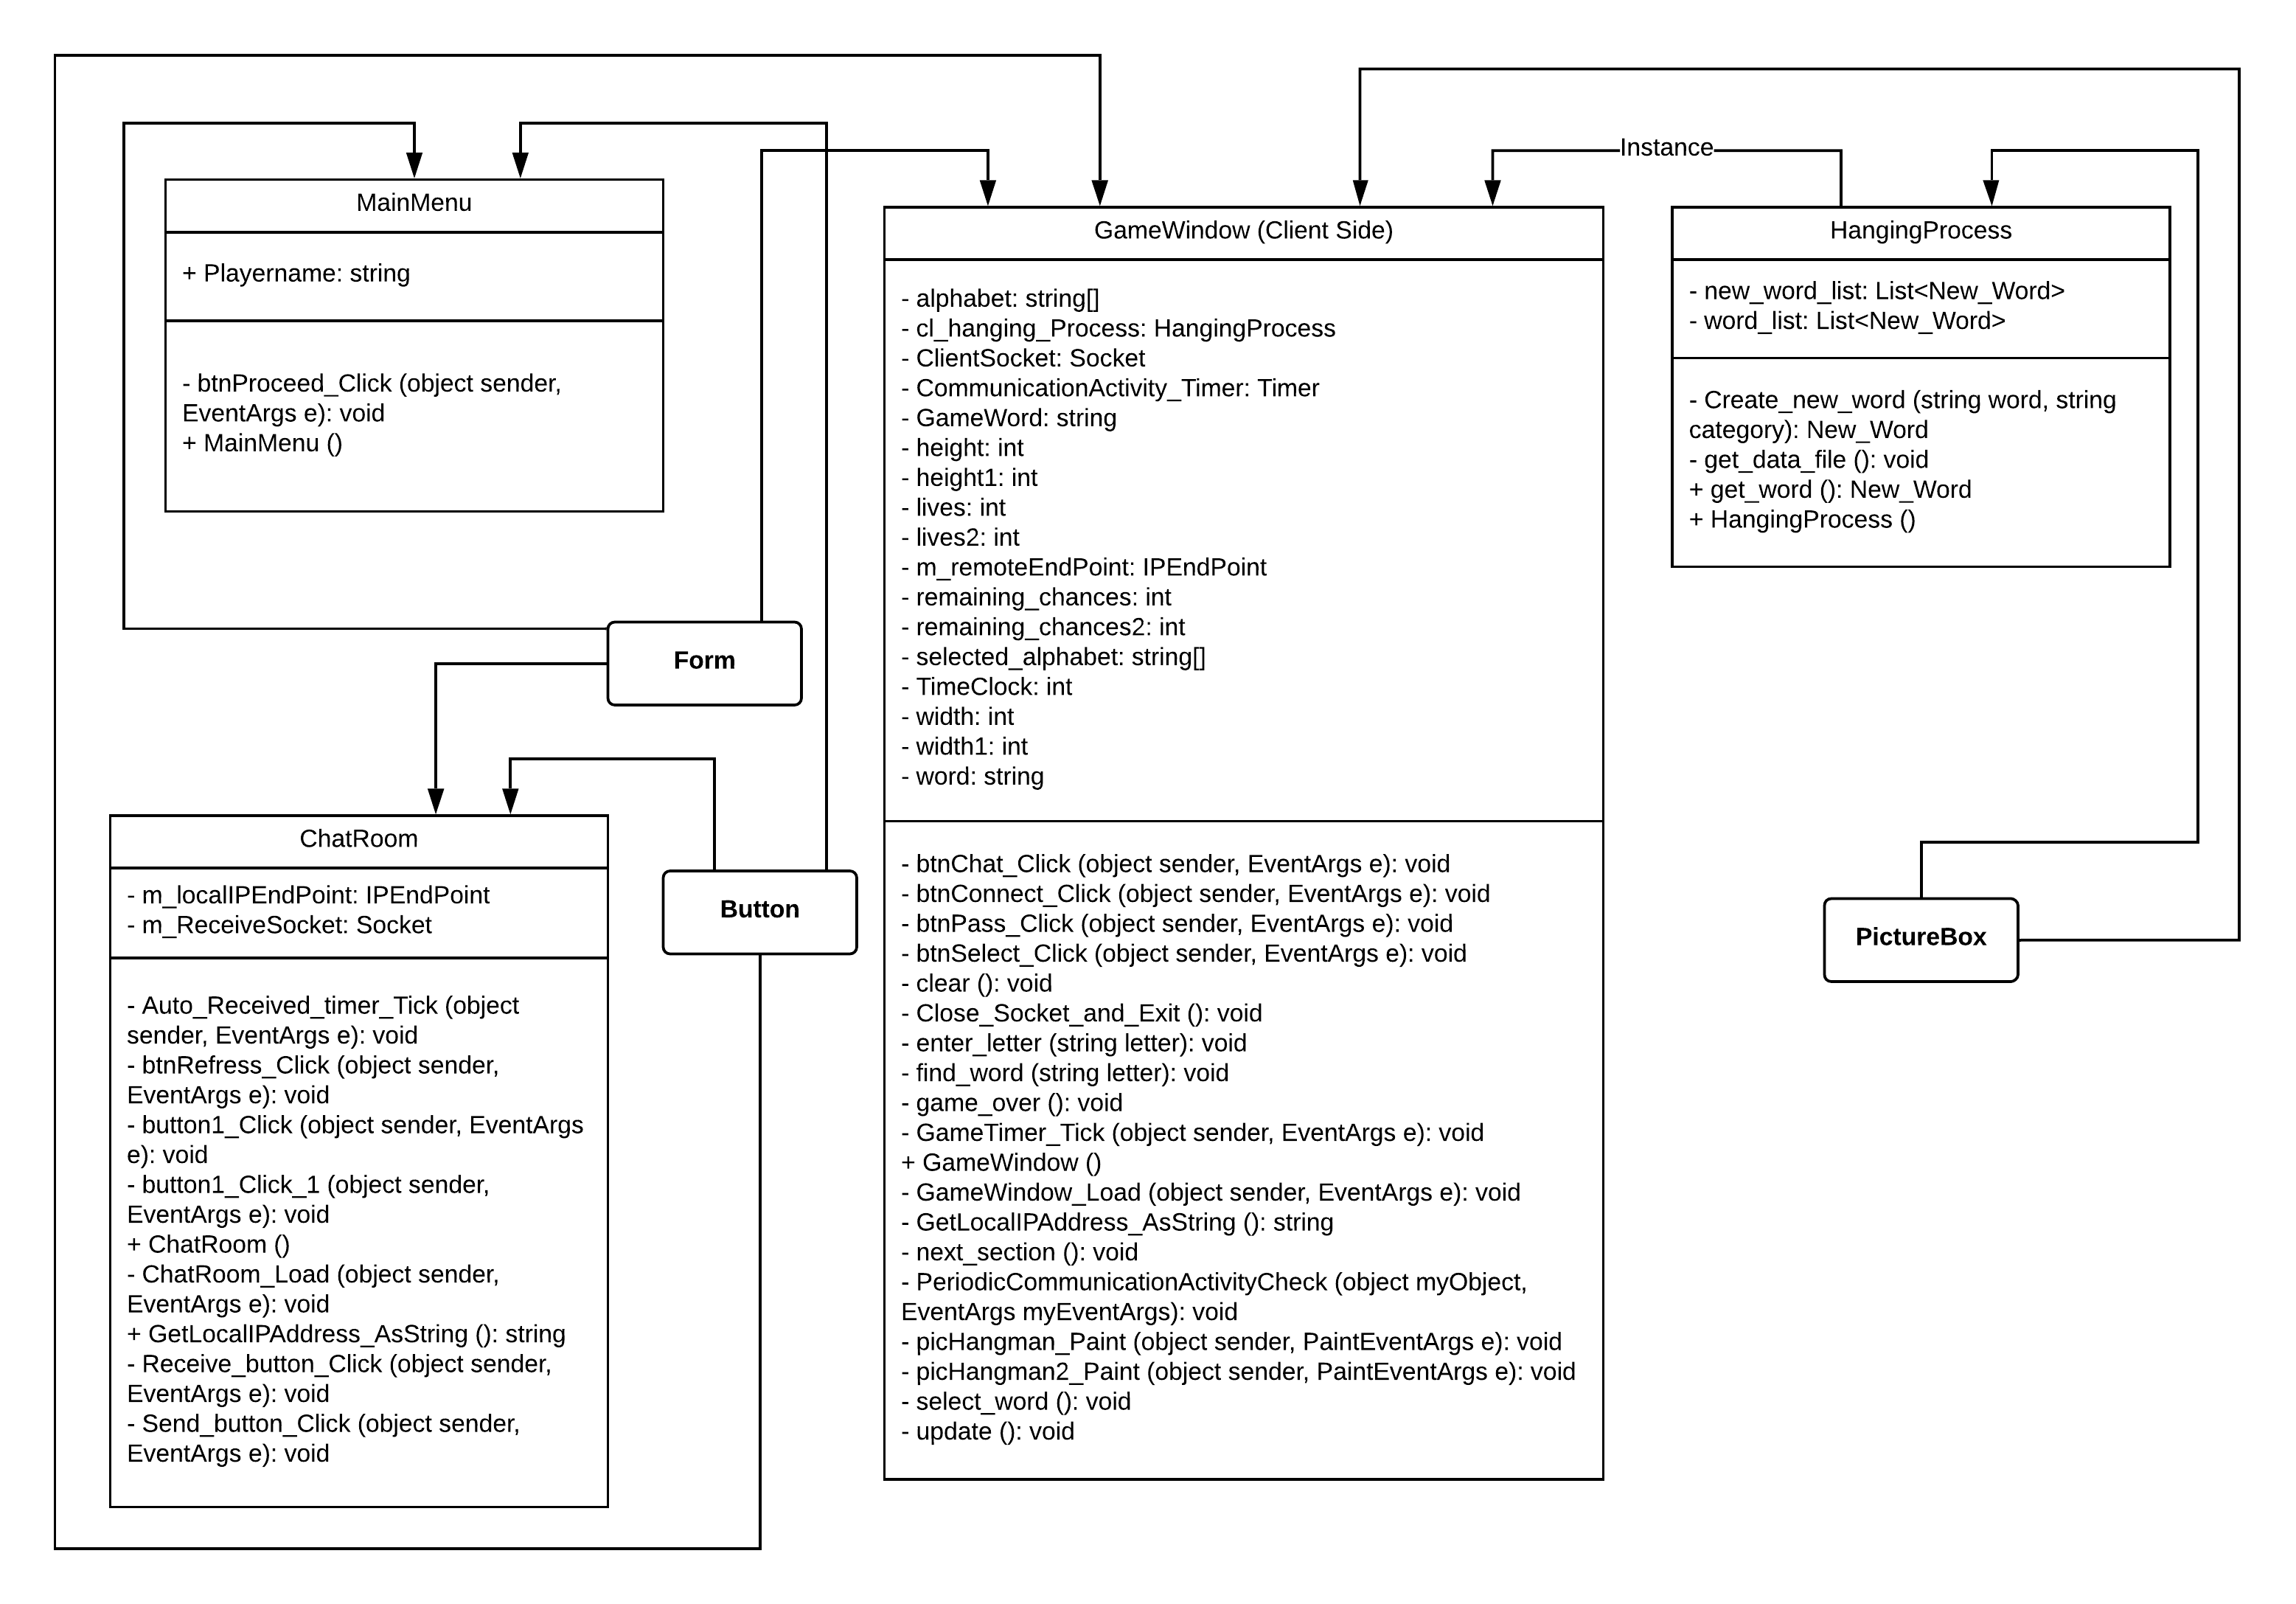 Instance
MainMenu
+ Playername: string
- btnProceed_Click (object sender,
EventArgs e): void
+ MainMenu ()
Form
ChatRoom
- m_localIPEndPoint: IPEndPoint
- m_ReceiveSocket: Socket
- Auto_Received_timer_Tick (object
sender, EventArgs e): void
- btnRefress_Click (object sender,
EventArgs e): void
- button1_Click (object sender, EventArgs
e): void
- button1_Click_1 (object sender,
EventArgs e): void
+ ChatRoom ()
- ChatRoom_Load (object sender,
EventArgs e): void
+ GetLocalIPAddress_AsString (): string
- Receive_button_Click (object sender,
EventArgs e): void
- Send_button_Click (object sender,
EventArgs e): void
Button
GameWindow (Client Side)
- alphabet: string[]
- cl_hanging_Process: HangingProcess
- ClientSocket: Socket
- CommunicationActivity_Timer: Timer
- GameWord: string
- height: int
- height1: int
- lives: int
- lives2: int
- m_remoteEndPoint: IPEndPoint
- remaining_chances: int
- remaining_chances2: int
- selected_alphabet: string[]
- TimeClock: int
- width: int
- width1: int
- word: string
- btnChat_Click (object sender, EventArgs e): void
- btnConnect_Click (object sender, EventArgs e): void
- btnPass_Click (object sender, EventArgs e): void
- btnSelect_Click (object sender, EventArgs e): void
- clear (): void
- Close_Socket_and_Exit (): void
- enter_letter (string letter): void
- find_word (string letter): void
- game_over (): void
- GameTimer_Tick (object sender, EventArgs e): void
+ GameWindow ()
- GameWindow_Load (object sender, EventArgs e): void
- GetLocalIPAddress_AsString (): string
- next_section (): void
- PeriodicCommunicationActivityCheck (object myObject,
EventArgs myEventArgs): void
- picHangman_Paint (object sender, PaintEventArgs e): void
- picHangman2_Paint (object sender, PaintEventArgs e): void
- select_word (): void
- update (): void
HangingProcess
- new_word_list: List<New_Word>
- word_list: List<New_Word>
- Create_new_word (string word, string
category): New_Word
- get_data_file (): void
+ get_word (): New_Word
+ HangingProcess ()
PictureBox